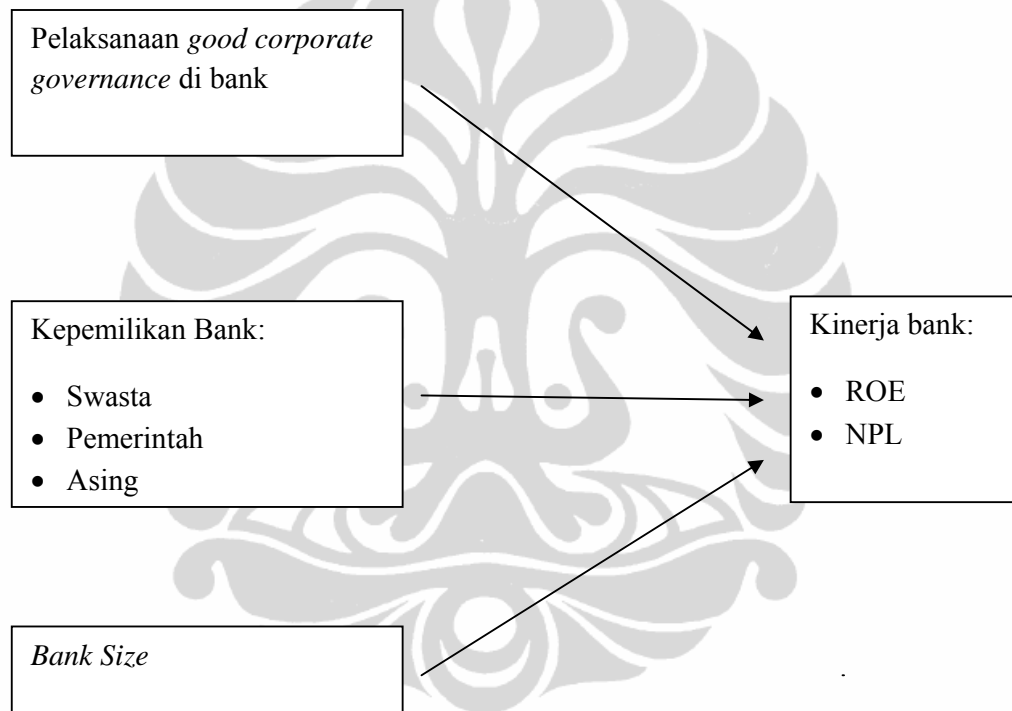 Pelaksanaan good corporate
governance di bank
Kepemilikan Bank:
• Swasta
• Pemerintah
• Asing
Kinerja bank:
• ROE
• NPL
Bank Size